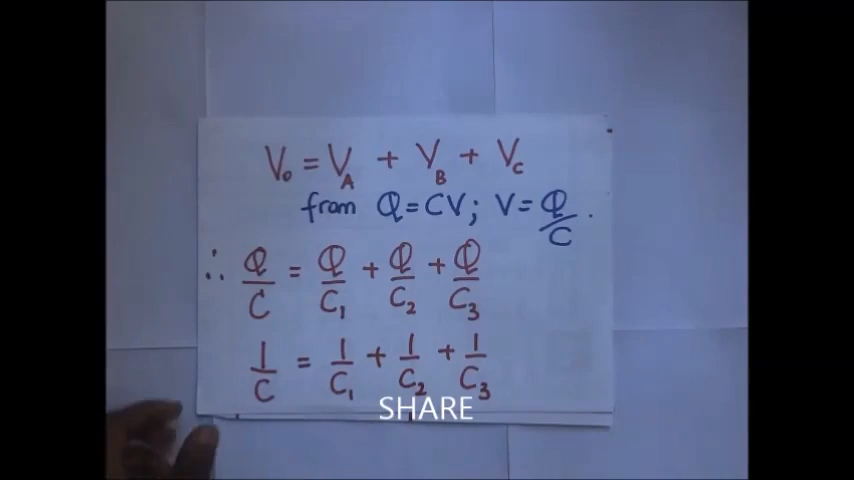 V₀ = V_A + V_B + V_C
from Q = CV; V = Q/C.
∴ Q/C = Q/C₁ + Q/C₂ + Q/C₃
1/C = 1/C₁ + 1/C₂ + 1/C₃
SHARE